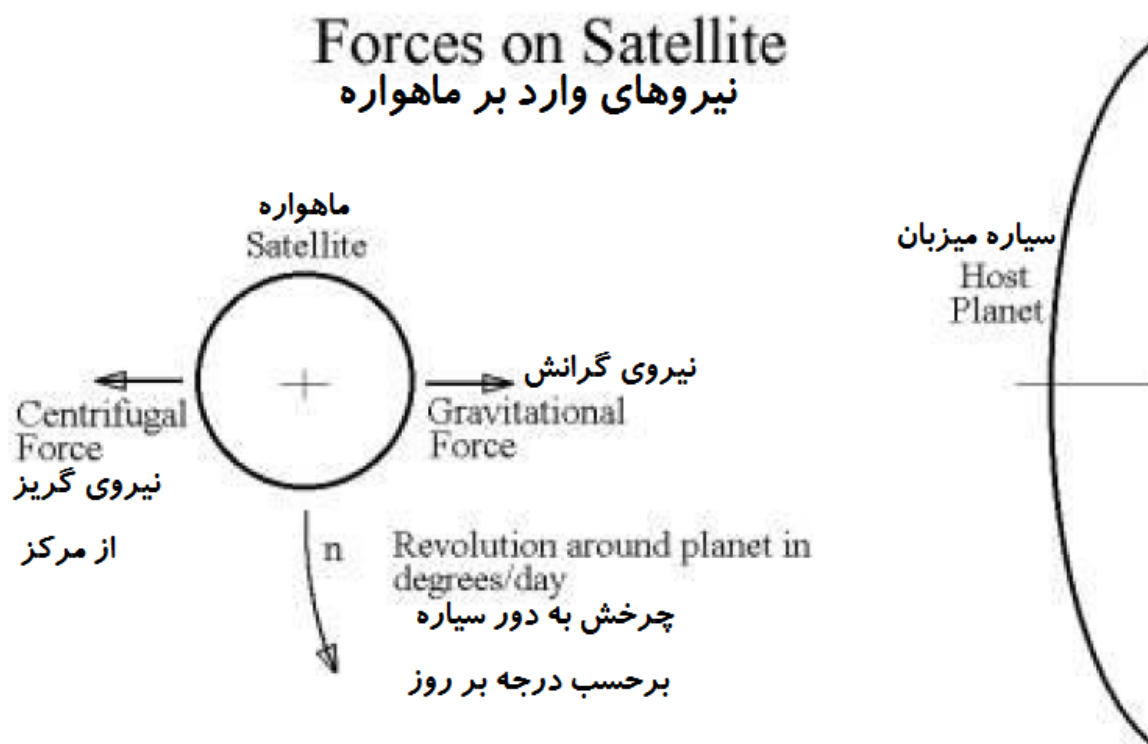 Forces on Satellite
نیروهای وارد بر ماهواره
ماهواره
Satellite
سیاره میزبان
Host
Planet
نیروی گرانش
Gravitational
Force
Centrifugal
Force
نیروی گریز
از مرکز
n
Revolution around planet in
degrees/day
چرخش به دور سیاره
برحسب درجه بر روز